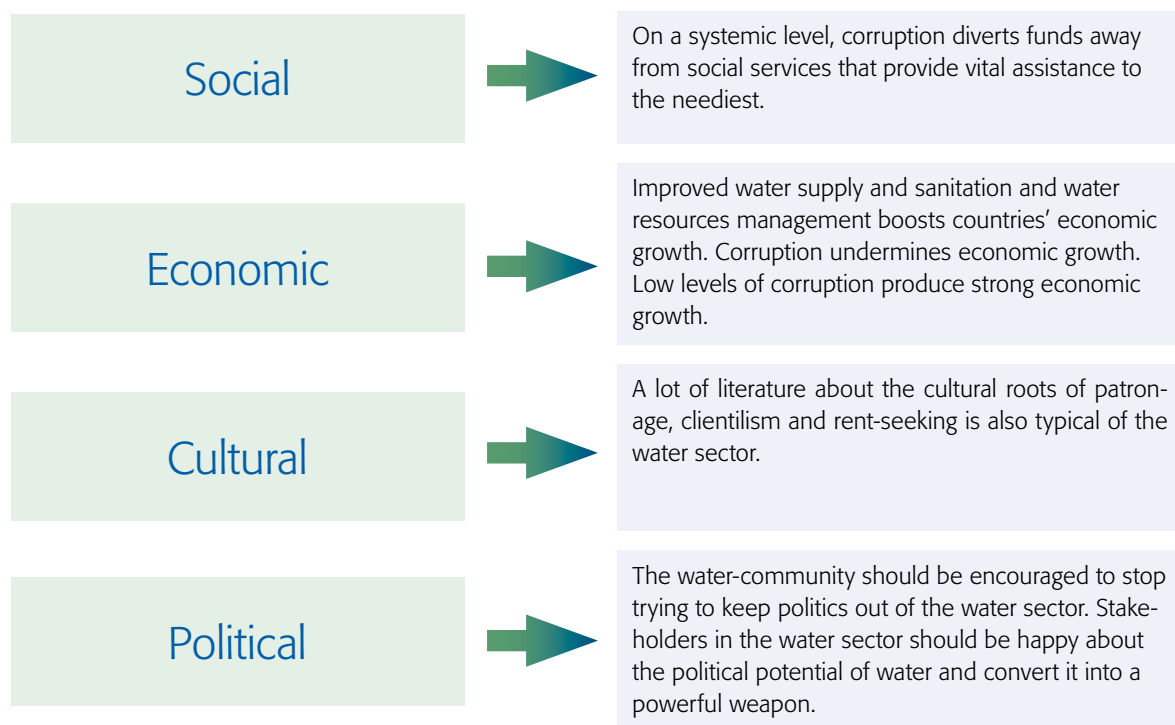 Social
On a systemic level, corruption diverts funds away
from social services that provide vital assistance to
the neediest.
Economic
Improved water supply and sanitation and water
resources management boosts countries’ economic
growth. Corruption undermines economic growth.
Low levels of corruption produce strong economic
growth.
Cultural
A lot of literature about the cultural roots of patron-
age, clientilism and rent-seeking is also typical of the
water sector.
Political
The water-community should be encouraged to stop
trying to keep politics out of the water sector. Stake-
holders in the water sector should be happy about
the political potential of water and convert it into a
powerful weapon.